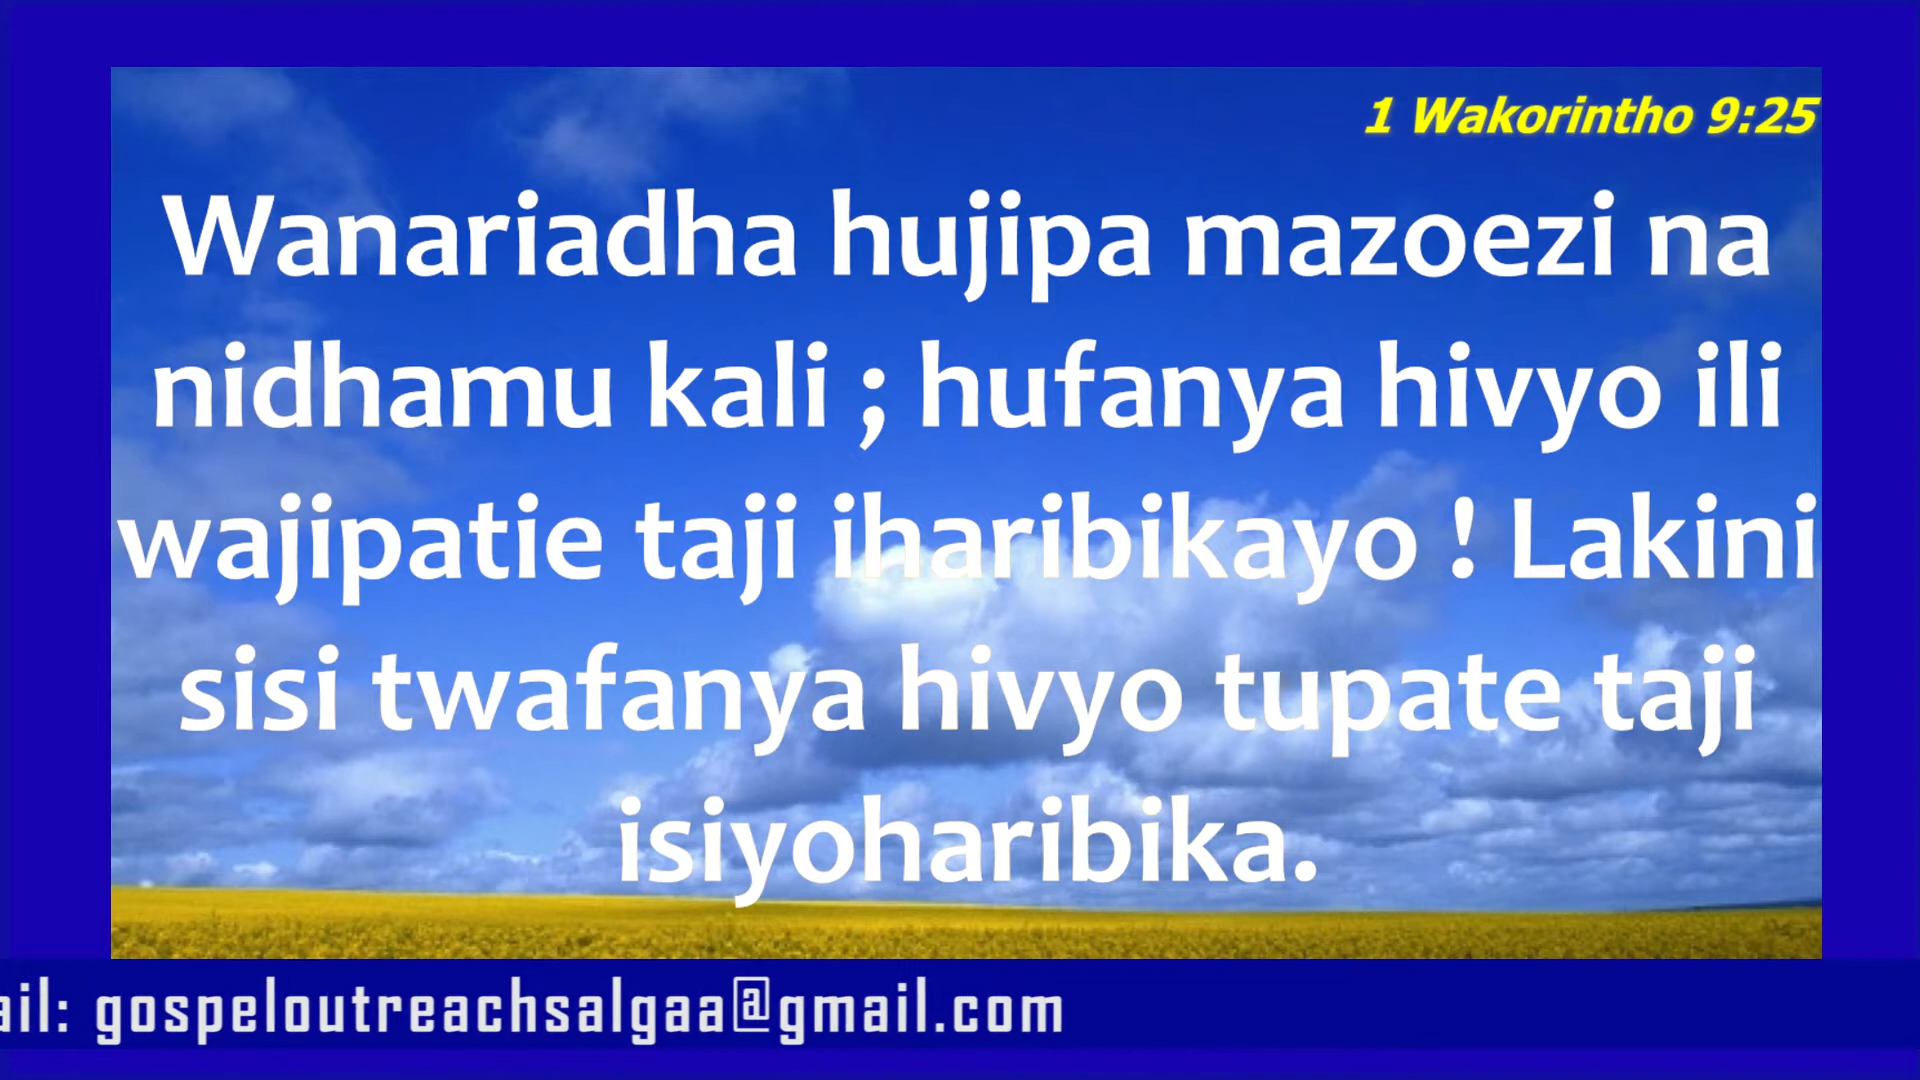 1 Wakorintho 9:25
Wanariadha hujipa mazoezi na
nidhamu kali ; hufanya hivyo ili
wajipatie taji iharibikayo ! Lakini
sisi twafanya hivyo tupate taji
isiyoharibika.
ail: gospeloutreachsalgaa@gmail.com